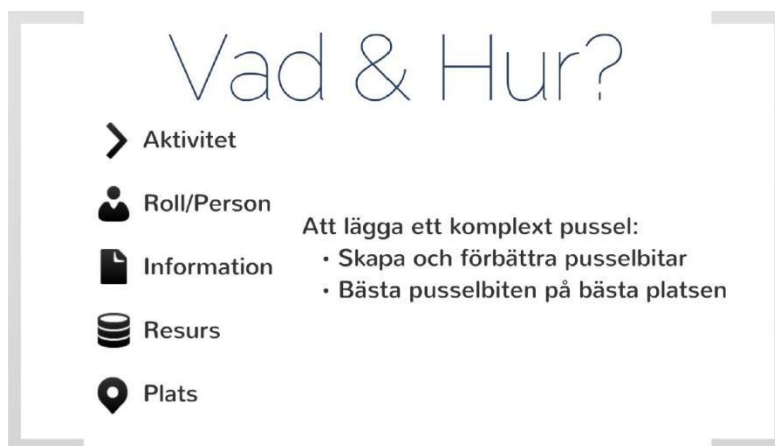 Vad & Hur?
Aktivitet
Roll/Person
Information
Resurs
Plats
Att lägga ett komplext pussel:
• Skapa och förbättra pusselbitar
• Bästa pusselbiten på bästa platsen